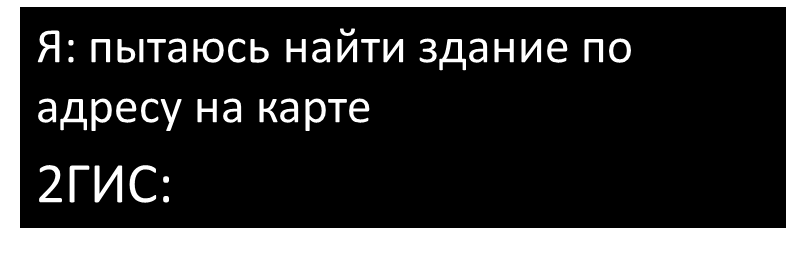 Я: пытаюсь найти здание по
адресу на карте
2ГИС: